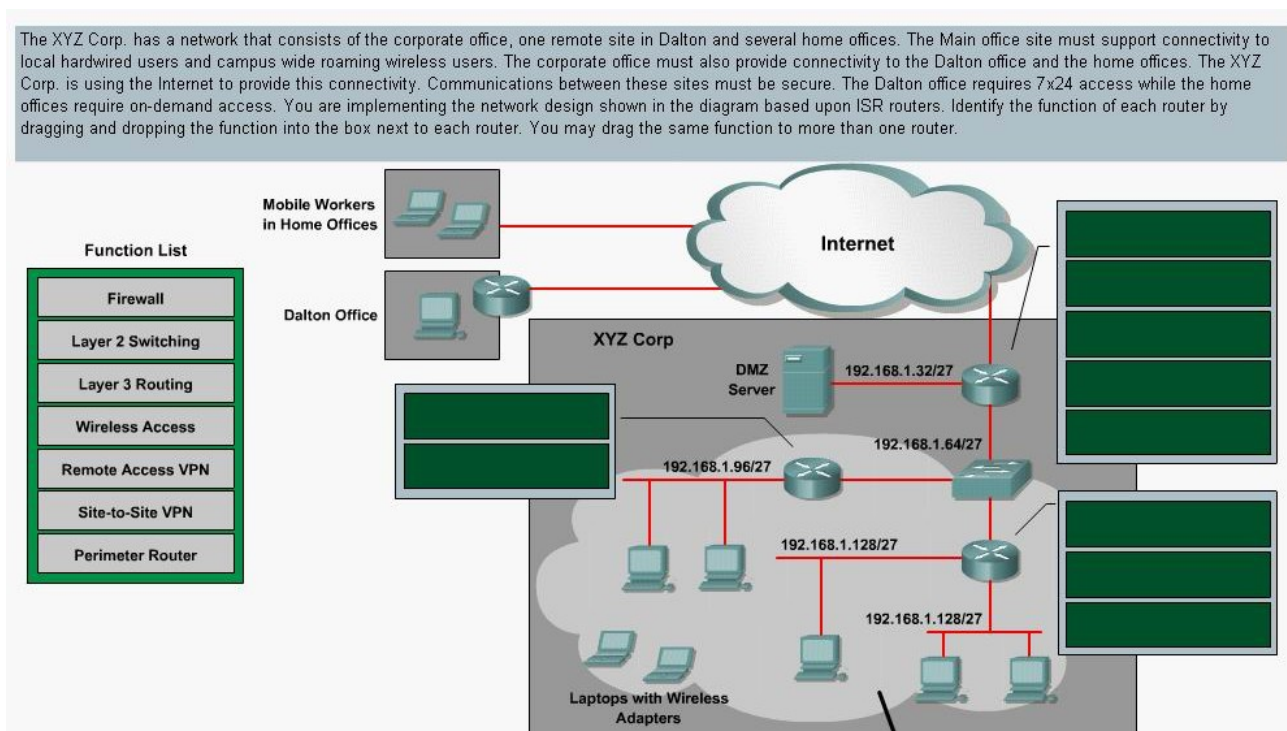 The XYZ Corp. has a network that consists of the corporate office, one remote site in Dalton and several home offices. The Main office site must support connectivity to
local hardwired users and campus wide roaming wireless users. The corporate office must also provide connectivity to the Dalton office and the home offices. The XYZ
Corp. is using the Internet to provide this connectivity. Communications between these sites must be secure. The Dalton office requires 7x24 access while the home
offices require on-demand access. You are implementing the network design shown in the diagram based upon ISR routers. Identify the function of each router by
dragging and dropping the function into the box next to each router. You may drag the same function to more than one router.
Mobile Workers
in Home Offices
Internet
Function List
Firewall
Layer 2 Switching
Layer 3 Routing
Wireless Access
Remote Access VPN
Site-to-Site VPN
Perimeter Router
Dalton Office
XYZ Corp
DMZ
Server
192.168.1.32/27
192.168.1.64/27
192.168.1.96/27
192.168.1.128/27
192.168.1.128/27
Laptops with Wireless
Adapters